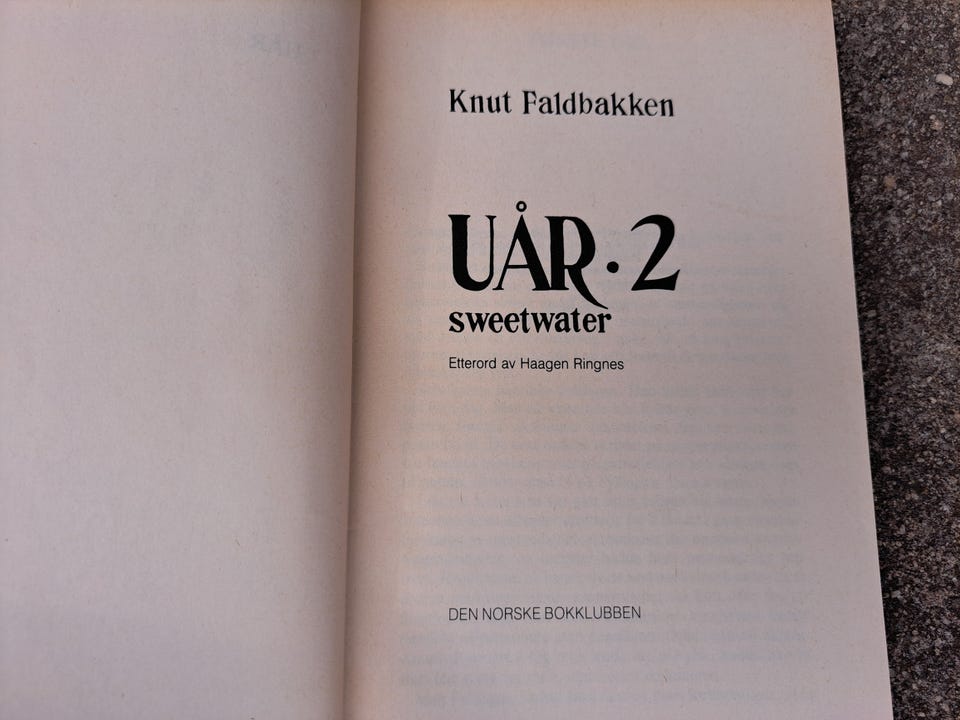 Knut Faldbakken
UÅR · 2
sweetwater
Etterord av Haagen Ringnes
DEN NORSKE BOKKLUBBEN